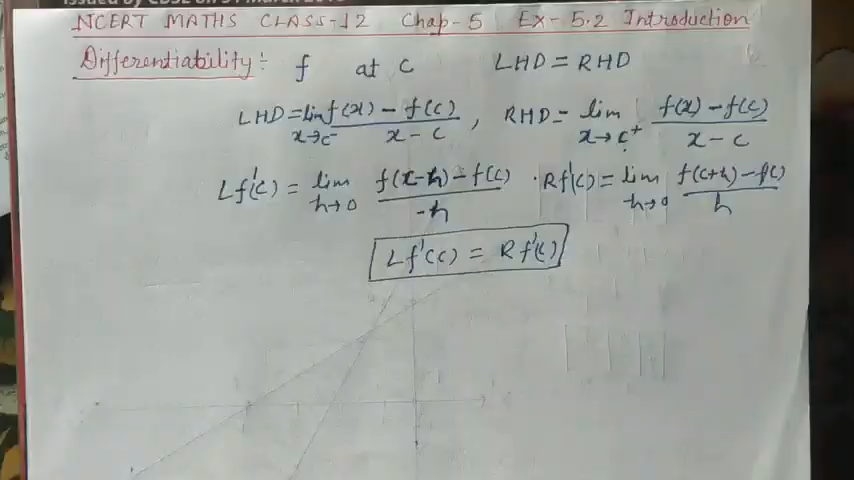 NCERT MATHS CLASS-12 Chap-5 Ex-5.2 Introduction
Differentiability:- f at c LHD = RHD
LHD = lim x→c⁻ (f(x) - f(c))/(x - c), RHD = lim x→c⁺ (f(x) - f(c))/(x - c)
Lf'(c) = lim h→0 (f(x-h) - f(c))/(-h) . Rf'(c) = lim h→0 (f(c+h) - f(c))/h
Lf'(c) = Rf'(c)